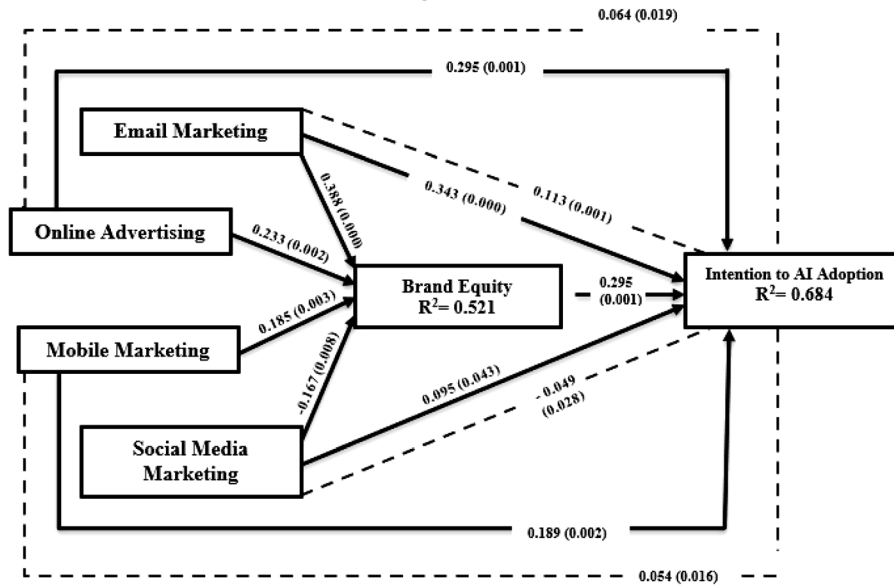 0.064 (0.019)
0.295 (0.001)
Email Marketing
0.388 (0.000)
0.343 (0.000)
0.113 (0.001)
Online Advertising
0.233 (0.002)
Brand Equity
R²= 0.521
0.295
(0.001)
Intention to AI Adoption
R²= 0.684
Mobile Marketing
0.185 (0.003)
-0.167 (0.008)
0.095 (0.043)
- 0.049
(0.028)
Social Media
Marketing
0.189 (0.002)
0.054 (0.016)